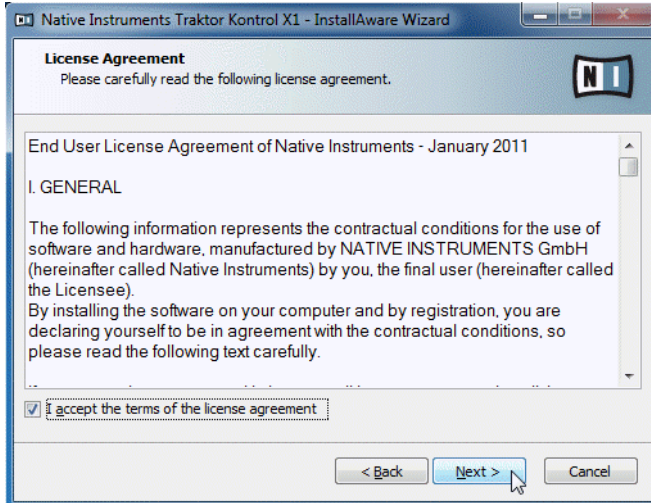 Native Instruments Traktor Kontrol X1 - InstallAware Wizard
License Agreement
Please carefully read the following license agreement.
N I
End User License Agreement of Native Instruments - January 2011
I. GENERAL
The following information represents the contractual conditions for the use of
software and hardware, manufactured by NATIVE INSTRUMENTS GmbH
(hereinafter called Native Instruments) by you, the final user (hereinafter called
the Licensee).
By installing the software on your computer and by registration, you are
declaring yourself to be in agreement with the contractual conditions, so
please read the following text carefully.
I accept the terms of the license agreement
< Back Next > Cancel